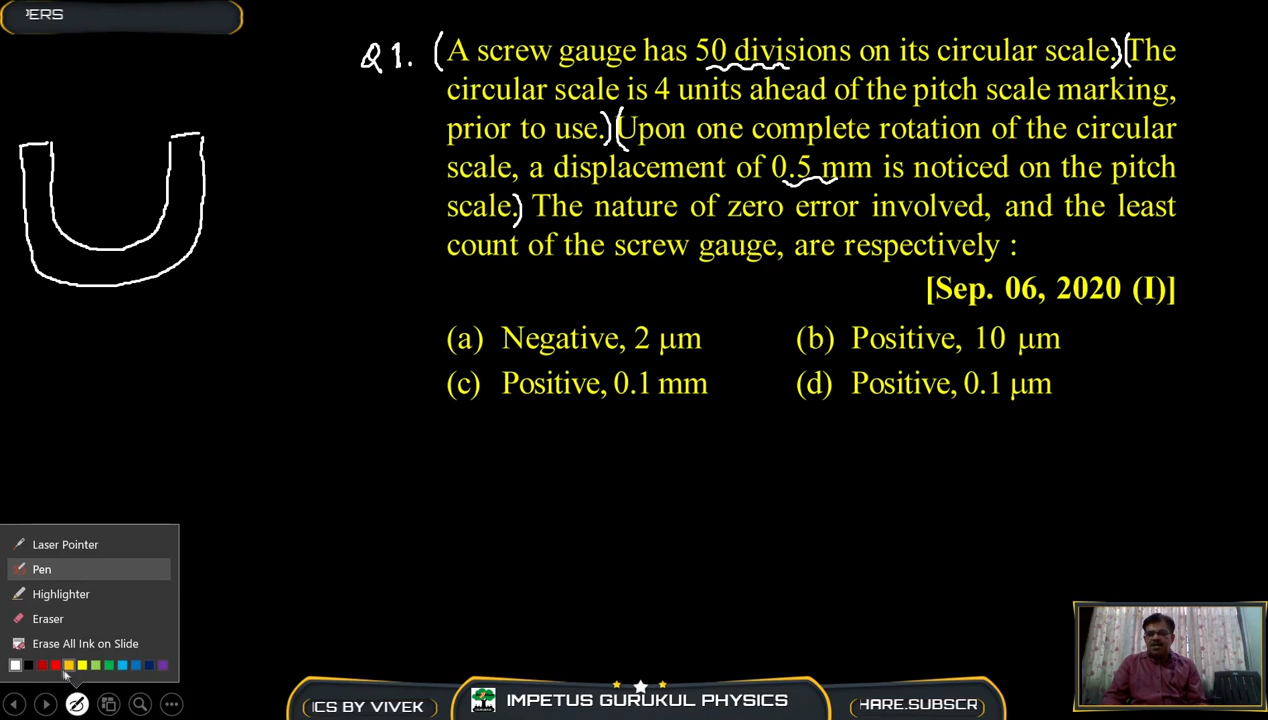 PERS
Q1. (A screw gauge has 50 divisions on its circular scale.) (The
circular scale is 4 units ahead of the pitch scale marking,
prior to use.) (Upon one complete rotation of the circular
scale, a displacement of 0.5 mm is noticed on the pitch
scale.) The nature of zero error involved, and the least
count of the screw gauge, are respectively :
[Sep. 06, 2020 (I)]
(a) Negative, 2 μm (b) Positive, 10 μm
(c) Positive, 0.1 mm (d) Positive, 0.1 μm
Laser Pointer
Pen
Highlighter
Eraser
Erase All Ink on Slide
ICS BY VIVEK
IMPETUS GURUKUL PHYSICS
HARE.SUBSCR